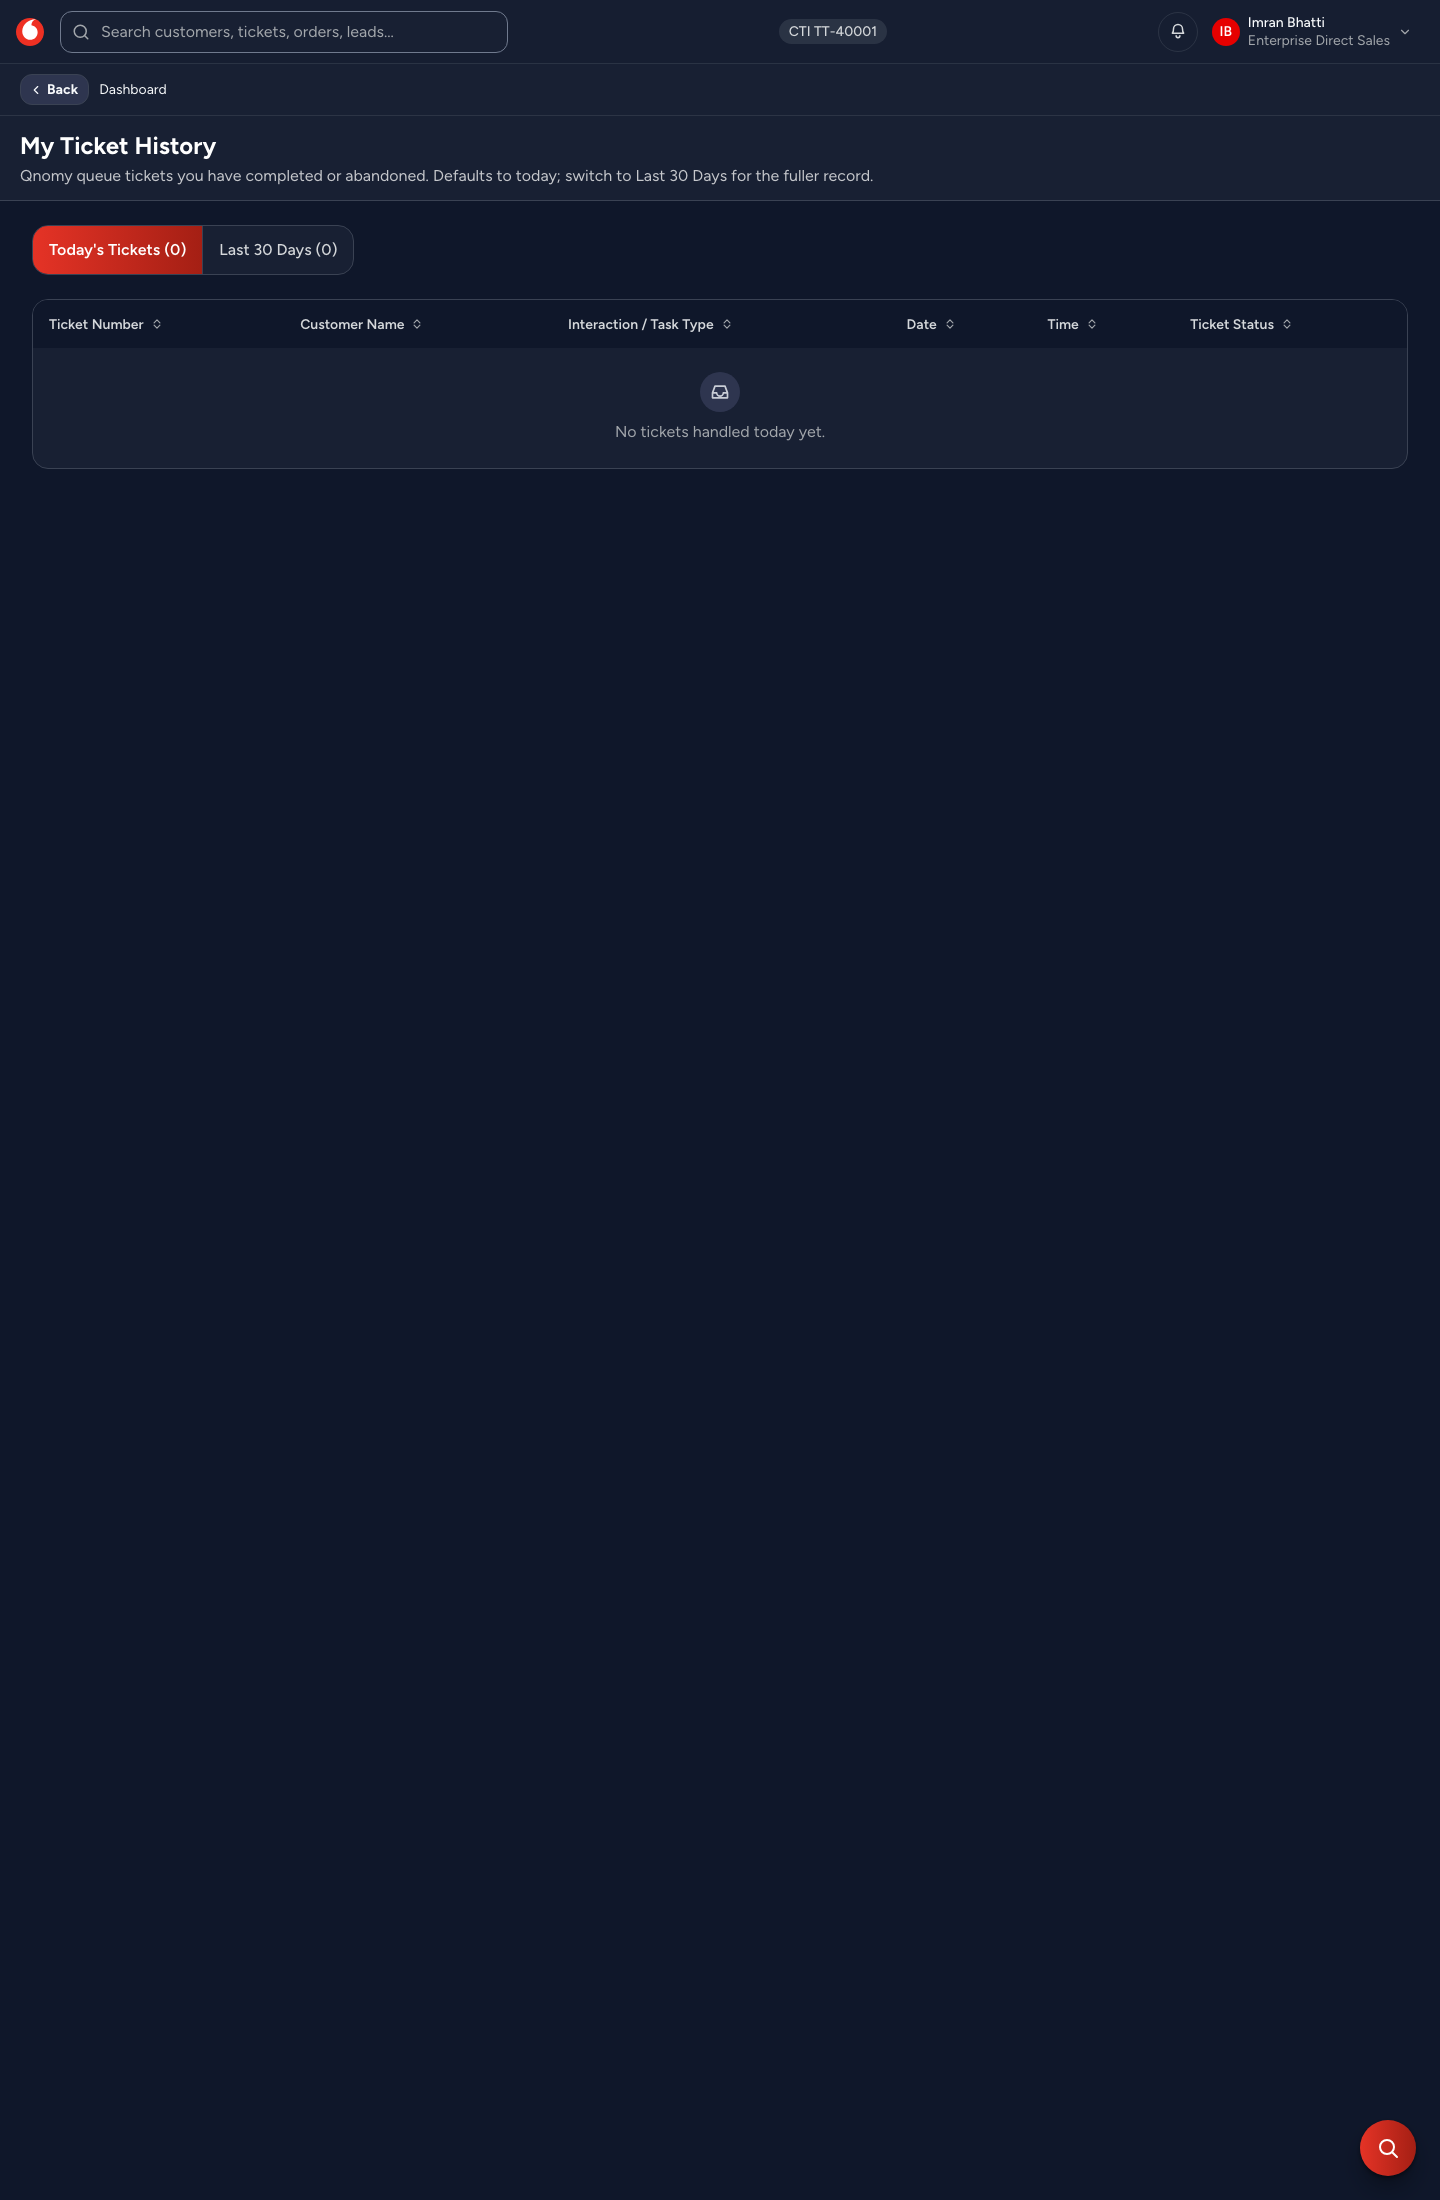 Search customers, tickets, orders, leads...
CTI TT-40001
IB
Imran Bhatti
Enterprise Direct Sales
Back
Dashboard
My Ticket History
Qnomy queue tickets you have completed or abandoned. Defaults to today; switch to Last 30 Days for the fuller record.
Today's Tickets (0)
Last 30 Days (0)
Ticket Number
Customer Name
Interaction / Task Type
Date
Time
Ticket Status
No tickets handled today yet.